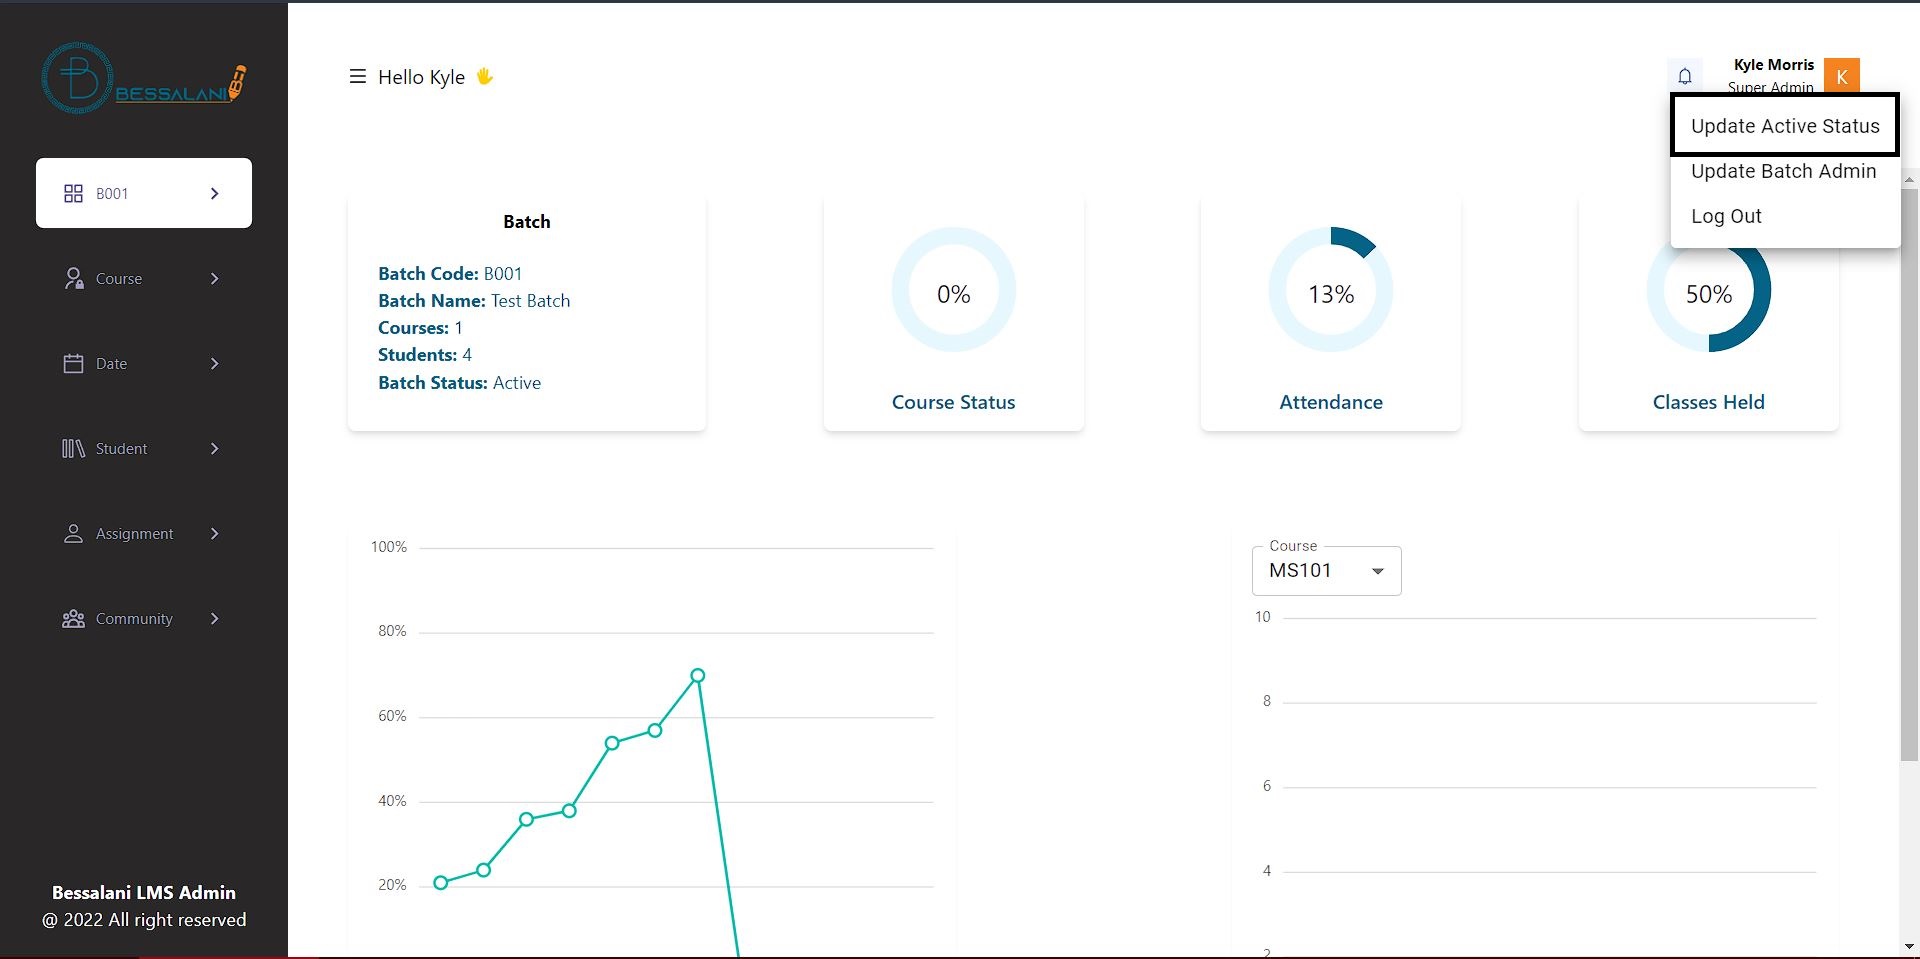 BESSALANI
Hello Kyle 👋
Kyle Morris
Super Admin
K
Update Active Status
Update Batch Admin
Log Out
B001
Course
Date
Student
Assignment
Community
Bessalani LMS Admin
@ 2022 All right reserved
Batch
Batch Code: B001
Batch Name: Test Batch
Courses: 1
Students: 4
Batch Status: Active
0%
Course Status
13%
Attendance
50%
Classes Held
100%
80%
60%
40%
20%
Course
MS101
10
8
6
4
2